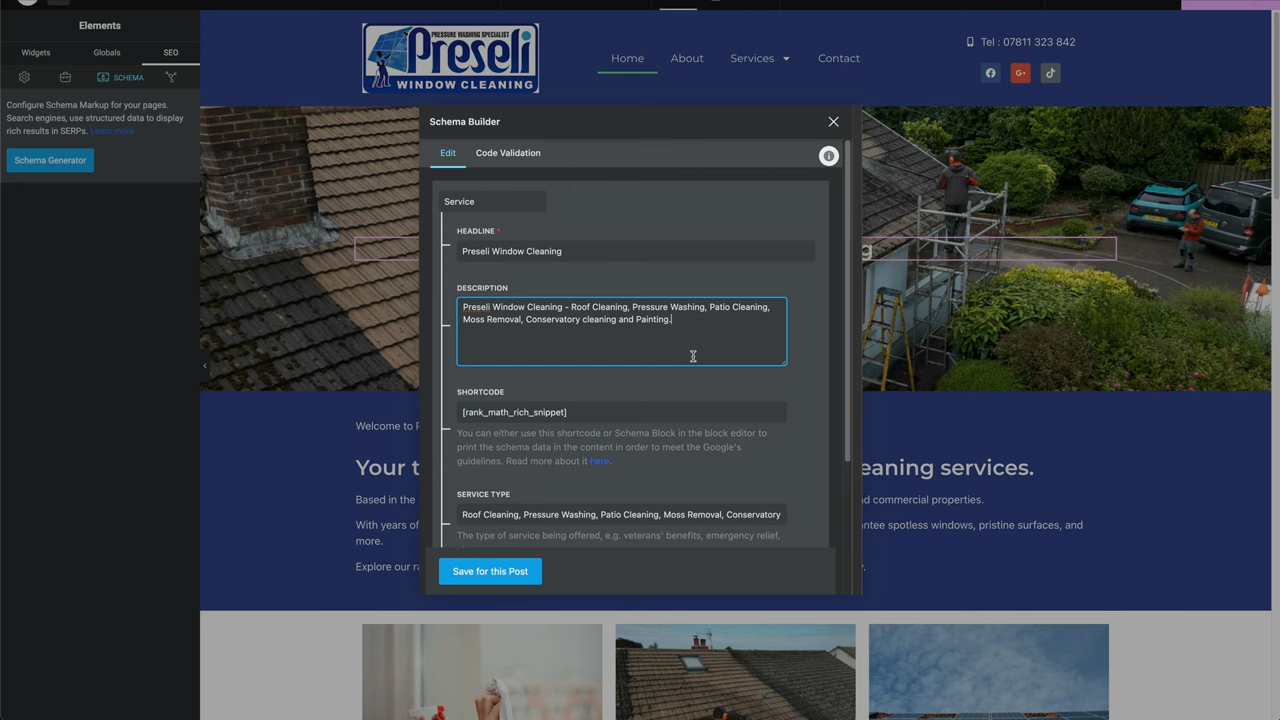 Elements
Widgets
Globals
SEO
SCHEMA
Configure Schema Markup for your pages.
Search engines, use structured data to display
rich results in SERPs. Learn more.
Schema Generator
PRESSURE WASHING SPECIALIST
Preseli
WINDOW CLEANING
Home
About
Services
Contact
Tel : 07811 323 842
Schema Builder
Edit
Code Validation
Service
HEADLINE *
Preseli Window Cleaning
DESCRIPTION
Preseli Window Cleaning - Roof Cleaning, Pressure Washing, Patio Cleaning,
Moss Removal, Conservatory cleaning and Painting.
SHORTCODE
[rank_math_rich_snippet]
You can either use this shortcode or Schema Block in the block editor to
print the schema data in the content in order to meet the Google's
guidelines. Read more about it here.
SERVICE TYPE
Roof Cleaning, Pressure Washing, Patio Cleaning, Moss Removal, Conservatory
The type of service being offered, e.g. veterans' benefits, emergency relief,
Save for this Post
Welcome to
Your
cleaning services.
Based in the
commercial properties.
With years of
spotless windows, pristine surfaces, and
more.
Explore our